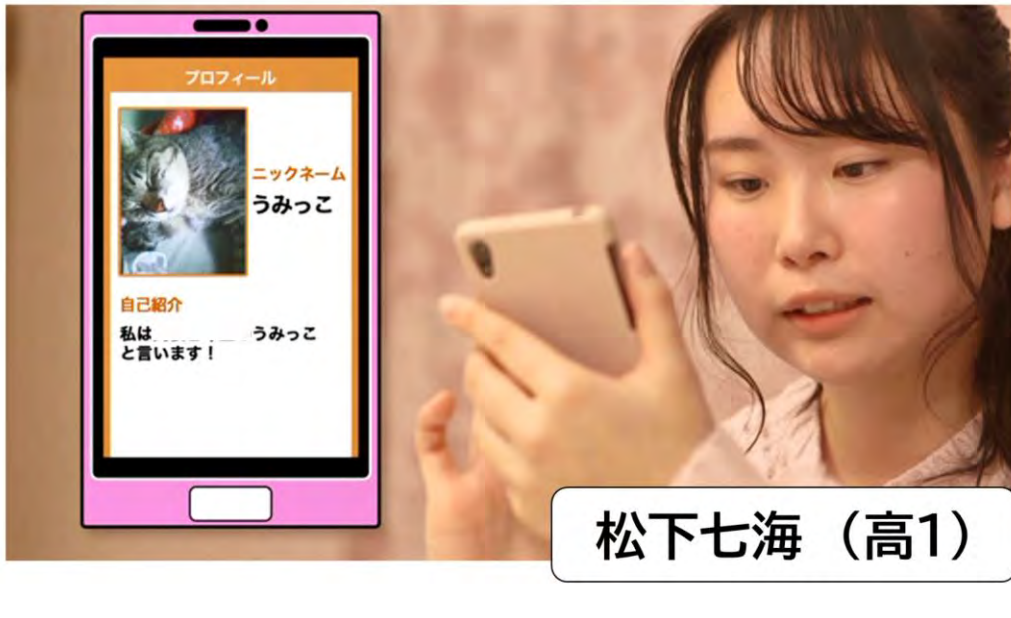 プロフィール
ニックネーム
うみっこ
自己紹介
私は うみっこ
と言います！
松下七海（高1）